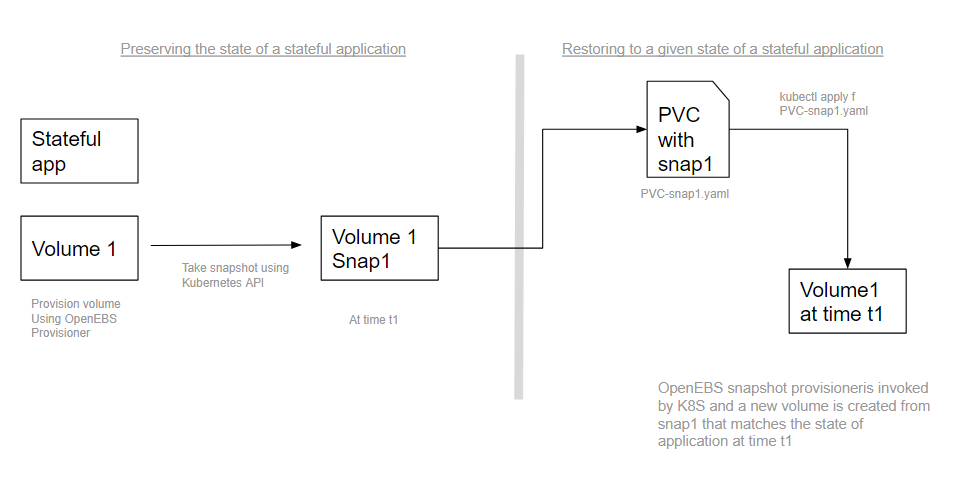 Preserving the state of a stateful application
Restoring to a given state of a stateful application
Stateful
app
Volume 1
Provision volume
Using OpenEBS
Provisioner
Take snapshot using
Kubernetes API
Volume 1
Snap1
At time t1
PVC
with
snap1
PVC-snap1.yaml
kubectl apply f
PVC-snap1.yaml
Volume1
at time t1
OpenEBS snapshot provisioneris invoked
by K8S and a new volume is created from
snap1 that matches the state of
application at time t1